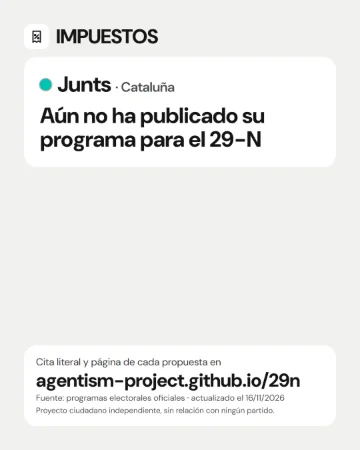 IMPUESTOS
Junts · Cataluña
Aún no ha publicado su
programa para el 29-N
Cita literal y página de cada propuesta en
agentism-project.github.io/29n
Fuente: programas electorales oficiales · actualizado el 16/11/2026
Proyecto ciudadano independiente, sin relación con ningún partido.